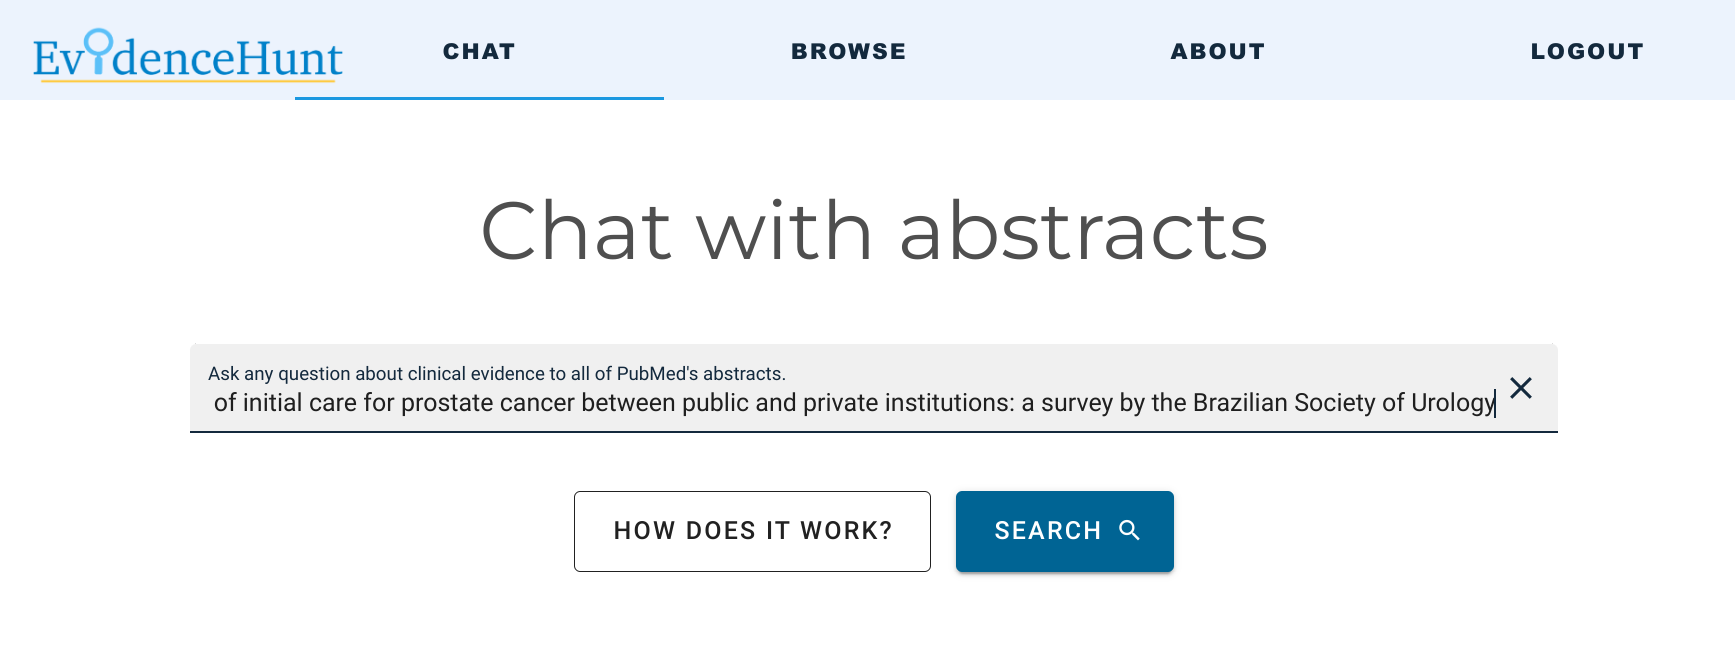 EvidenceHunt
CHAT
BROWSE
ABOUT
LOGOUT
Chat with abstracts
Ask any question about clinical evidence to all of PubMed's abstracts.
of initial care for prostate cancer between public and private institutions: a survey by the Brazilian Society of Urology
HOW DOES IT WORK?
SEARCH